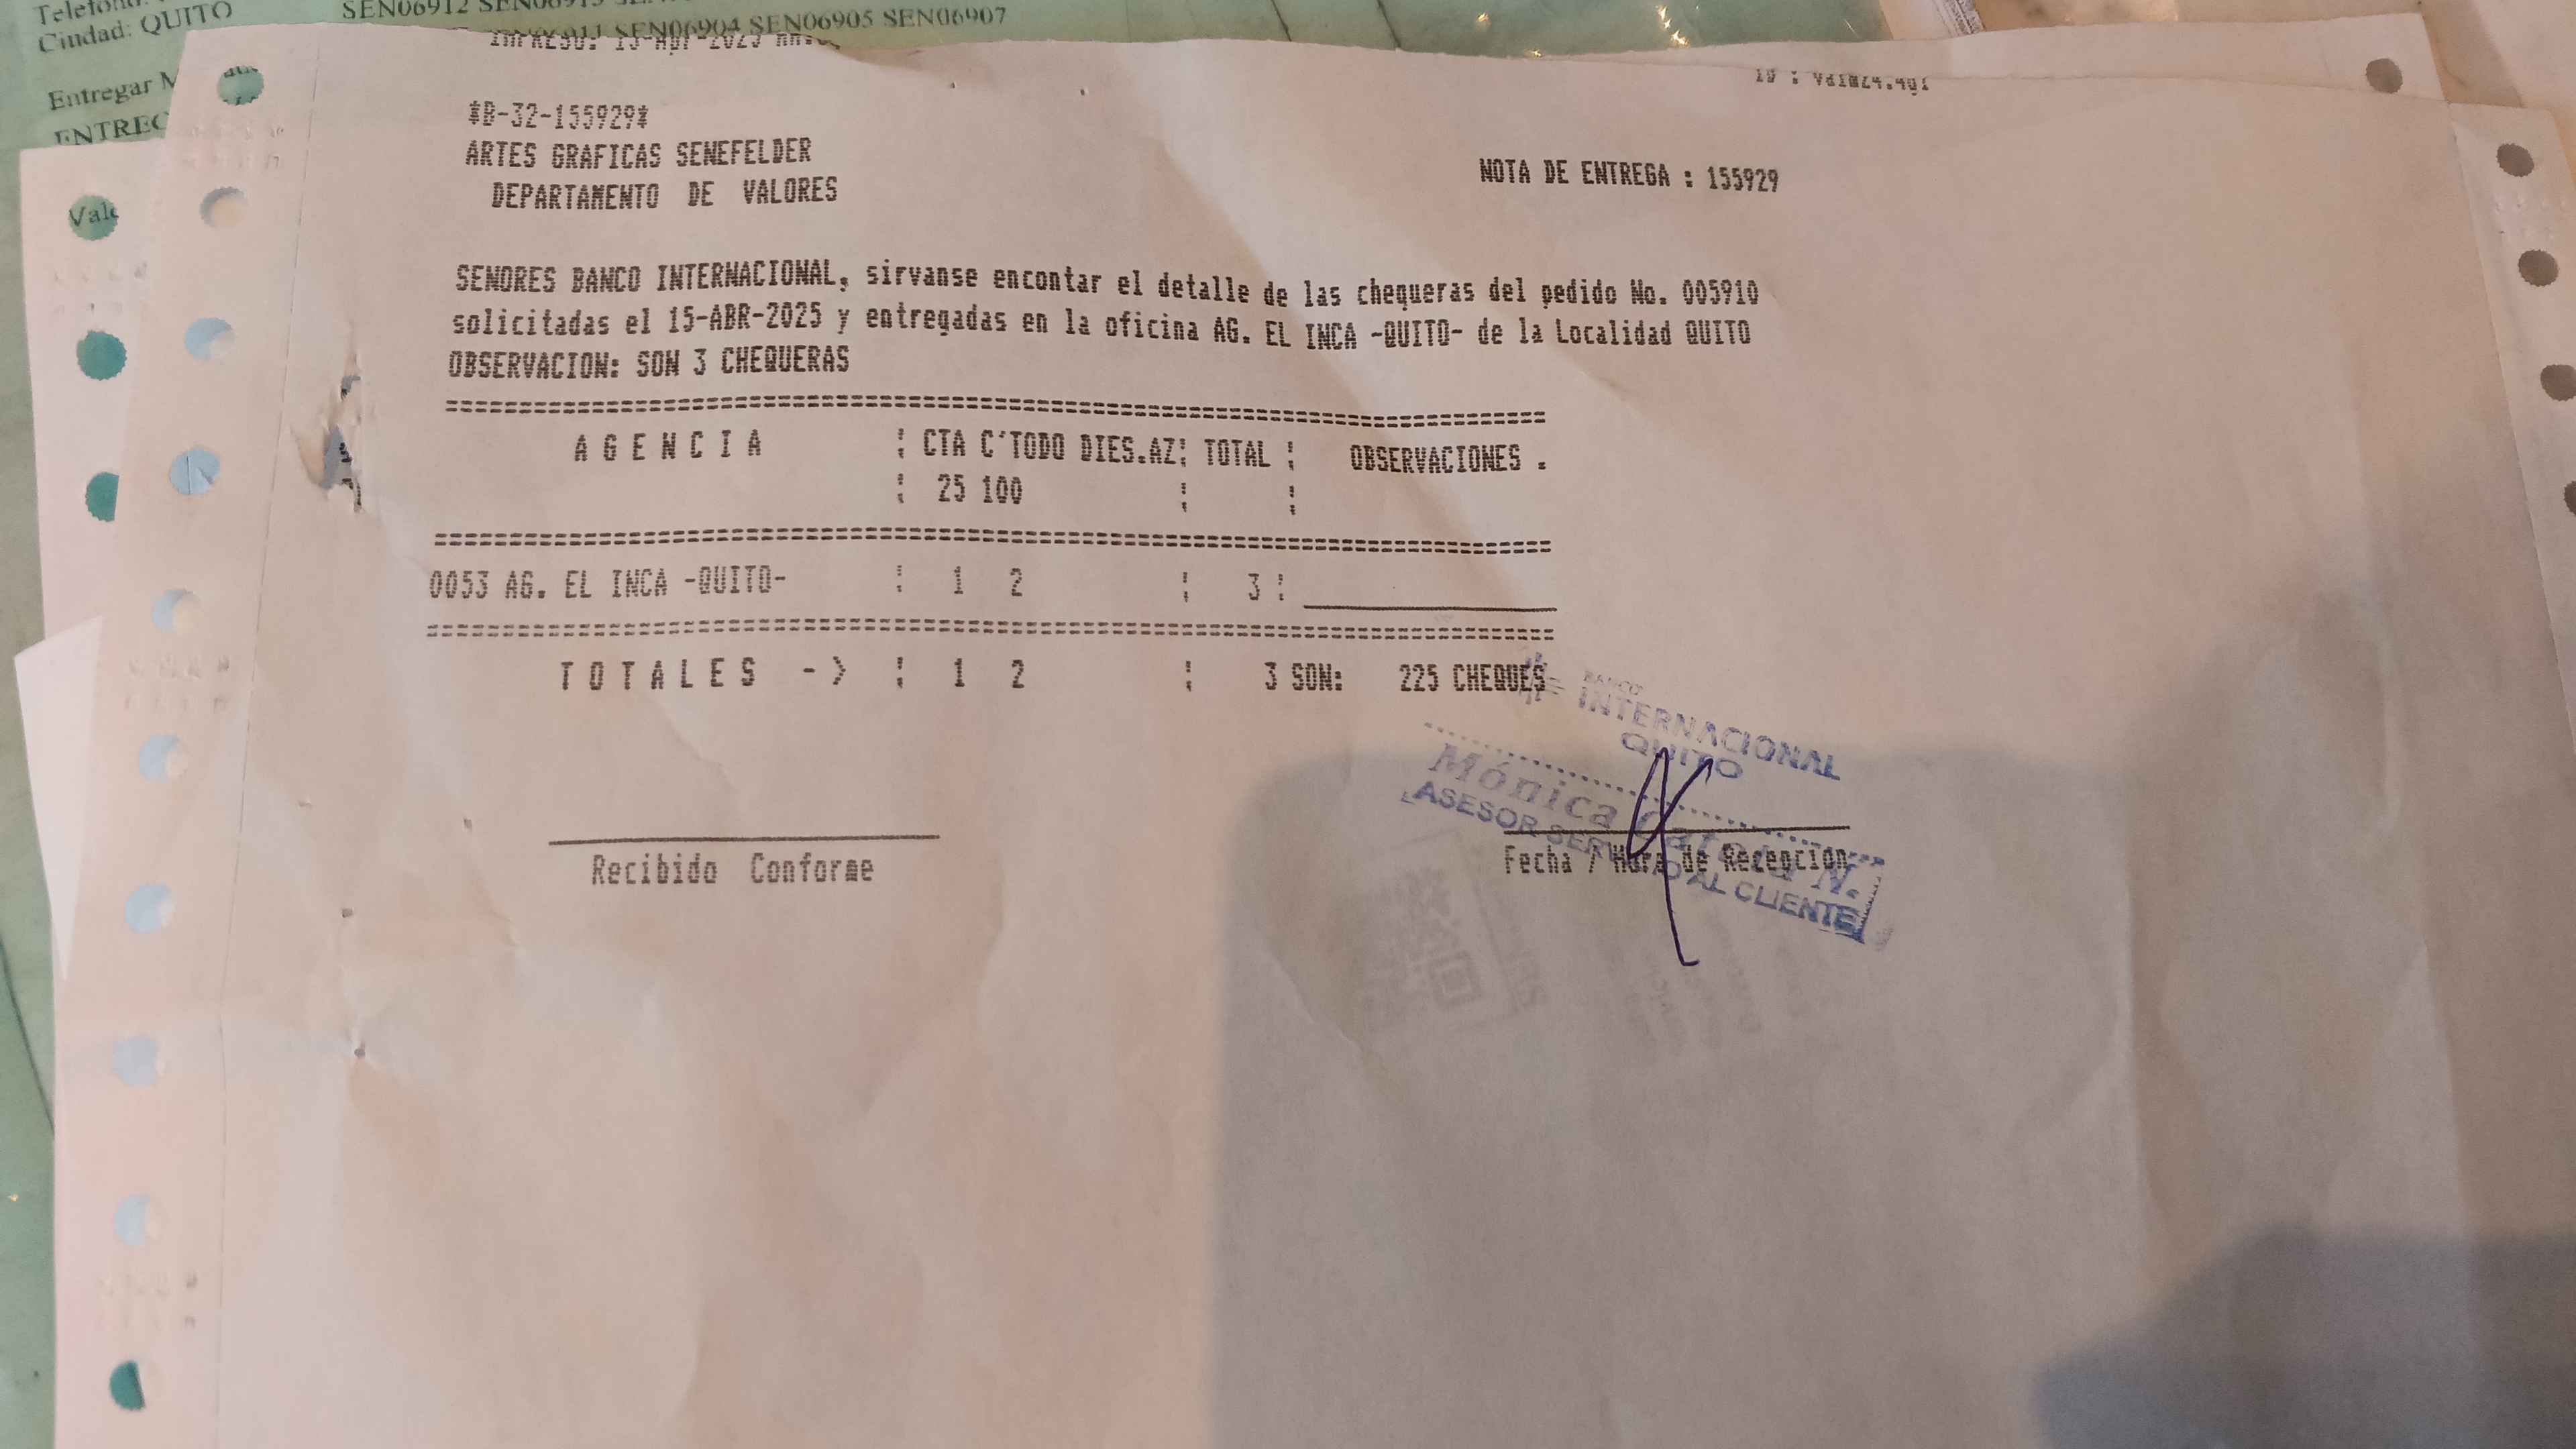 Ciudad: QUITO
SEN06904 SEN06905 SEN06907
Entregar
*B-32-155929*
ARTES GRAFICAS SENEFELDER
DEPARTAMENTO DE VALORES
NOTA DE ENTREGA : 155929
SENORES BANCO INTERNACIONAL, sirvanse encontar el detalle de las chequeras del pedido No. 005910
solicitadas el 15-ABR-2025 y entregadas en la oficina AG. EL INCA -QUITO- de la Localidad QUITO
OBSERVACION: SON 3 CHEQUERAS
A G E N C I A ¦ CTA C'TODO DIES.AZ¦ TOTAL ¦ OBSERVACIONES .
¦ 25 100 ¦ ¦
0053 AG. EL INCA -QUITO- ¦ 1 2 ¦ 3 ¦
T O T A L E S -> ¦ 1 2 ¦ 3 SON: 225 CHEQUES
BANCO
INTERNACIONAL
QUITO
Mónica N.
ASESOR SERVICIO AL CLIENTE
Recibido Conforme
Fecha / Hora de Recepcion